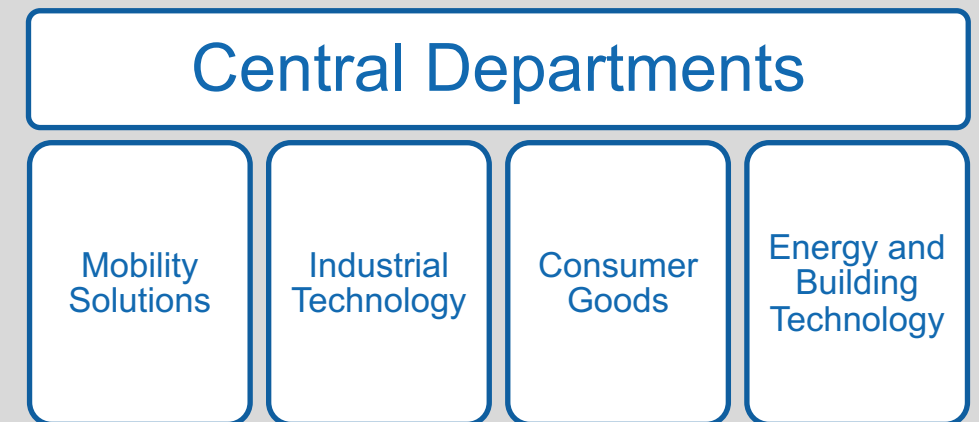 Central Departments
Mobility
Solutions
Industrial
Technology
Consumer
Goods
Energy and
Building
Technology